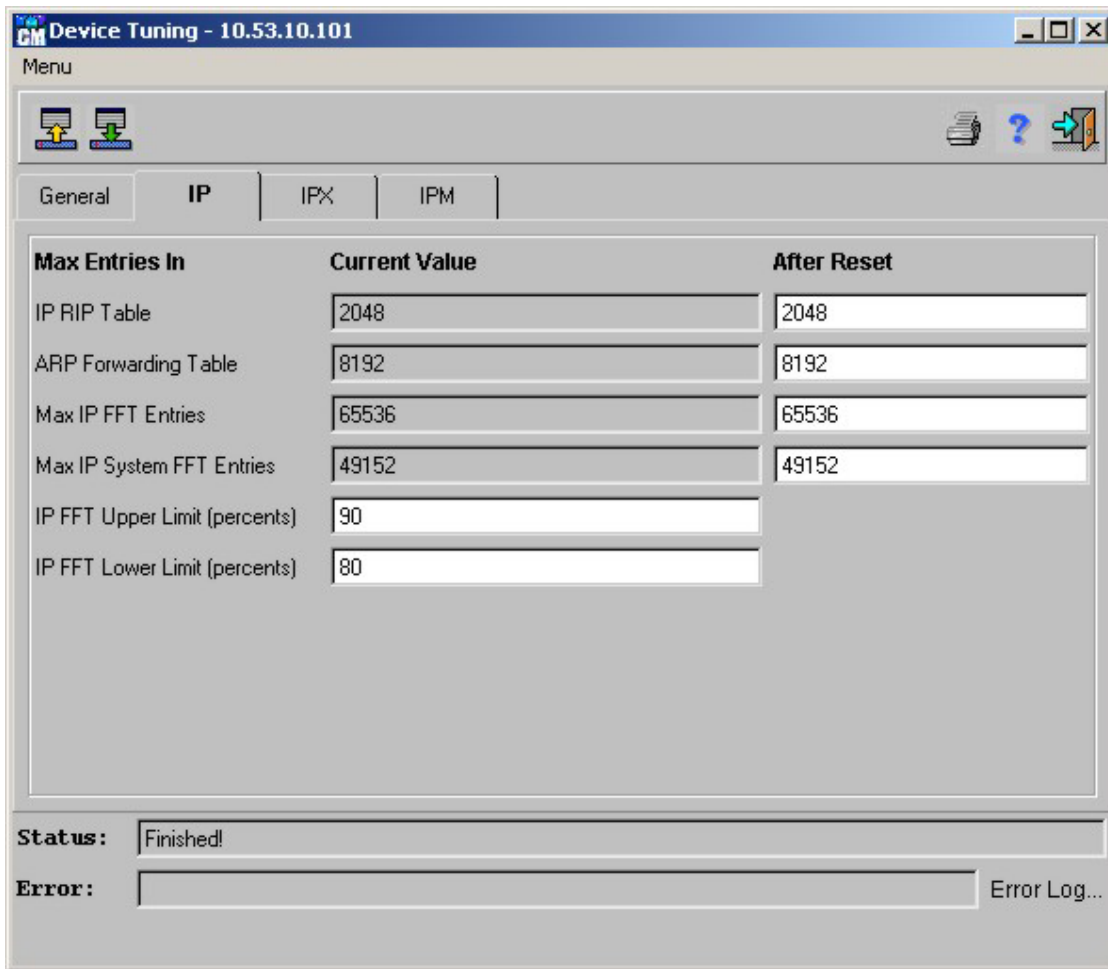 CM Device Tuning - 10.53.10.101
Menu
General IP IPX IPM
Max Entries In Current Value After Reset
IP RIP Table 2048 2048
ARP Forwarding Table 8192 8192
Max IP FFT Entries 65536 65536
Max IP System FFT Entries 49152 49152
IP FFT Upper Limit (percents) 90
IP FFT Lower Limit (percents) 80
Status: Finished!
Error: Error Log...